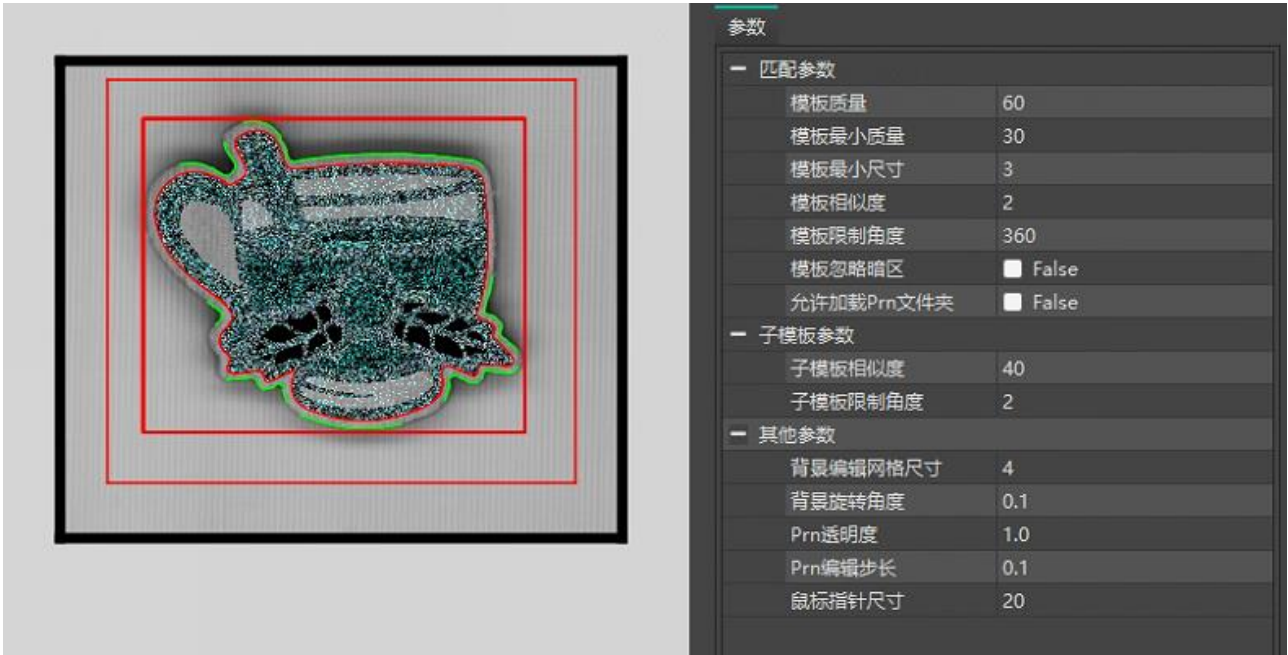 参数
匹配参数
模板质量 60
模板最小质量 30
模板最小尺寸 3
模板相似度 2
模板限制角度 360
模板忽略暗区 False
允许加载Prn文件夹 False
子模板参数
子模板相似度 40
子模板限制角度 2
其他参数
背景编辑网格尺寸 4
背景旋转角度 0.1
Prn透明度 1.0
Prn编辑步长 0.1
鼠标指针尺寸 20